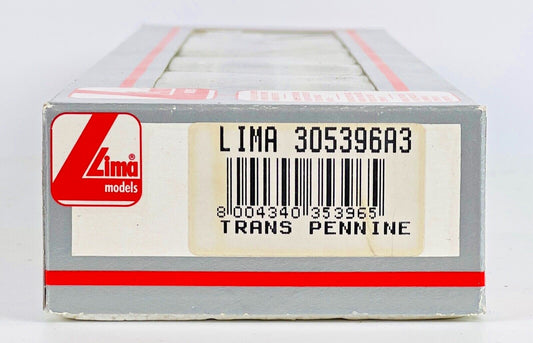 Lima®
models
LIMA 305396A3
8 004340 353965
TRANS PENNINE